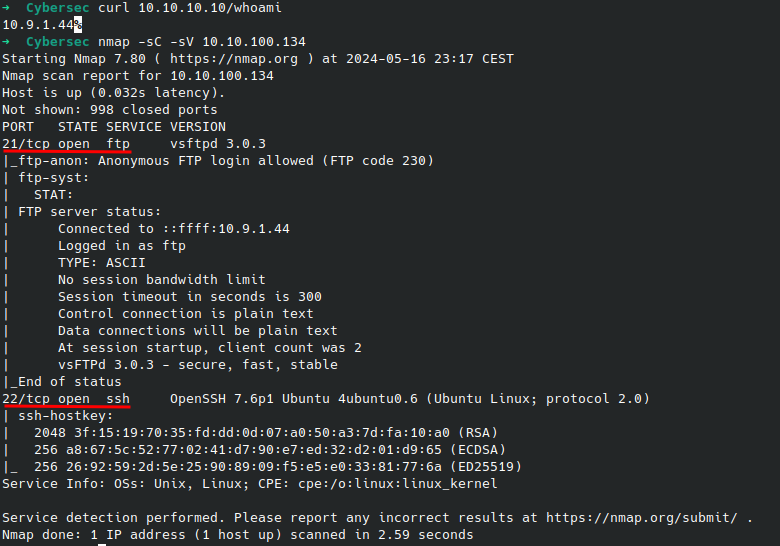 ➜  Cybersec curl 10.10.10.10/whoami
10.9.1.44%
➜  Cybersec nmap -sC -sV 10.10.100.134
Starting Nmap 7.80 ( https://nmap.org ) at 2024-05-16 23:17 CEST
Nmap scan report for 10.10.100.134
Host is up (0.032s latency).
Not shown: 998 closed ports
PORT   STATE SERVICE VERSION
21/tcp open  ftp     vsftpd 3.0.3
|_ftp-anon: Anonymous FTP login allowed (FTP code 230)
| ftp-syst:
|   STAT:
| FTP server status:
|      Connected to ::ffff:10.9.1.44
|      Logged in as ftp
|      TYPE: ASCII
|      No session bandwidth limit
|      Session timeout in seconds is 300
|      Control connection is plain text
|      Data connections will be plain text
|      At session startup, client count was 2
|      vsFTPd 3.0.3 - secure, fast, stable
|_End of status
22/tcp open  ssh     OpenSSH 7.6p1 Ubuntu 4ubuntu0.6 (Ubuntu Linux; protocol 2.0)
| ssh-hostkey:
|   2048 3f:15:19:70:35:fd:dd:0d:07:a0:50:a3:7d:fa:10:a0 (RSA)
|   256 a8:67:5c:52:77:02:41:d7:90:e7:ed:32:d2:01:d9:65 (ECDSA)
|_  256 26:92:59:2d:5e:25:90:89:09:f5:e5:e0:33:81:77:6a (ED25519)
Service Info: OSs: Unix, Linux; CPE: cpe:/o:linux:linux_kernel

Service detection performed. Please report any incorrect results at https://nmap.org/submit/ .
Nmap done: 1 IP address (1 host up) scanned in 2.59 seconds